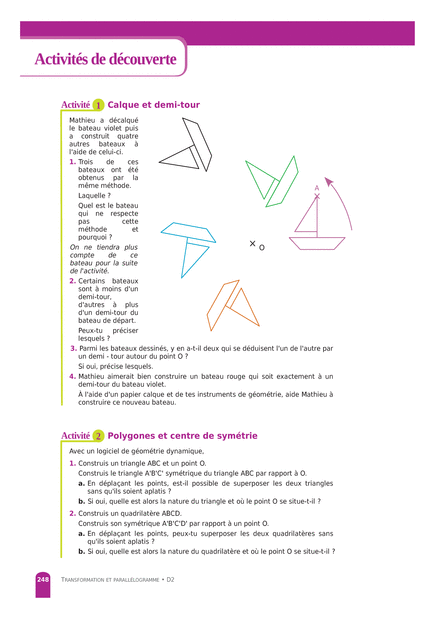 Activités de découverte
Activité 1 Calque et demi-tour
Mathieu a décalqué
le bateau violet puis
a construit quatre
autres bateaux à
l'aide de celui-ci.
1. Trois de ces
bateaux ont été
obtenus par la
même méthode.
Laquelle ?
Quel est le bateau
qui ne respecte
pas cette
méthode et
pourquoi ?
On ne tiendra plus
compte de ce
bateau pour la suite
de l'activité.
2. Certains bateaux
sont à moins d'un
demi-tour,
d'autres à plus
d'un demi-tour du
bateau de départ.
Peux-tu préciser
lesquels ?
A
O
3. Parmi les bateaux dessinés, y en a-t-il deux qui se déduisent l'un de l'autre par
un demi - tour autour du point O ?
Si oui, précise lesquels.
4. Mathieu aimerait bien construire un bateau rouge qui soit exactement à un
demi-tour du bateau violet.
À l'aide d'un papier calque et de tes instruments de géométrie, aide Mathieu à
construire ce nouveau bateau.
Activité 2 Polygones et centre de symétrie
Avec un logiciel de géométrie dynamique,
1. Construis un triangle ABC et un point O.
Construis le triangle A'B'C' symétrique du triangle ABC par rapport à O.
a. En déplaçant les points, est-il possible de superposer les deux triangles
sans qu'ils soient aplatis ?
b. Si oui, quelle est alors la nature du triangle et où le point O se situe-t-il ?
2. Construis un quadrilatère ABCD.
Construis son symétrique A'B'C'D' par rapport à un point O.
a. En déplaçant les points, peux-tu superposer les deux quadrilatères sans
qu'ils soient aplatis ?
b. Si oui, quelle est alors la nature du quadrilatère et où le point O se situe-t-il ?
248 TRANSFORMATION ET PARALLÉLOGRAMME • D2